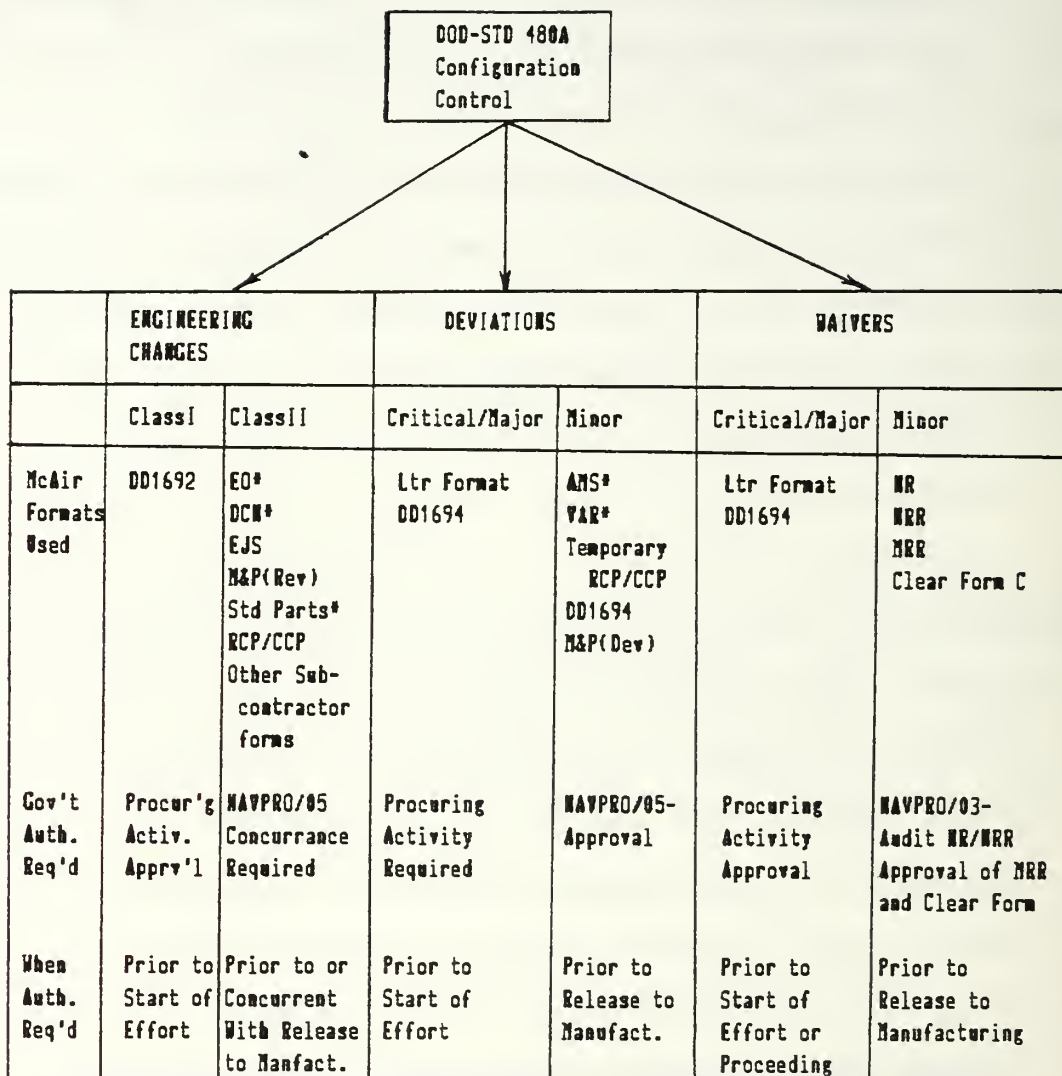 DOD-STD 480A
Configuration
Control
ENGINEERING
CHANGES
DEVIATIONS
WAIVERS
ClassI
ClassII
Critical/Major
Minor
Critical/Major
Minor
McAir
Formats
Used
DD1692
EO*
DCN*
EJS
M&P(Rev)
Std Parts*
RCP/CCP
Other Sub-
contractor
forms
Ltr Format
DD1694
AMS*
VAR*
Temporary
RCP/CCP
DD1694
M&P(Dev)
Ltr Format
DD1694
NR
NRR
MRR
Clear Form C
Gov't
Auth.
Req'd
Procur'g
Activ.
Apprv'l
NAVPRO/05
Concurrance
Required
Procuring
Activity
Required
NAVPRO/05-
Approval
Procuring
Activity
Approval
NAVPRO/03-
Audit NR/NRR
Approval of MRR
and Clear Form
When
Auth.
Req'd
Prior to
Start of
Effort
Prior to or
Concurrent
With Release
to Manfact.
Prior to
Start of
Effort
Prior to
Release to
Manufact.
Prior to
Start of
Effort or
Proceeding
Prior to
Release to
Manufacturing